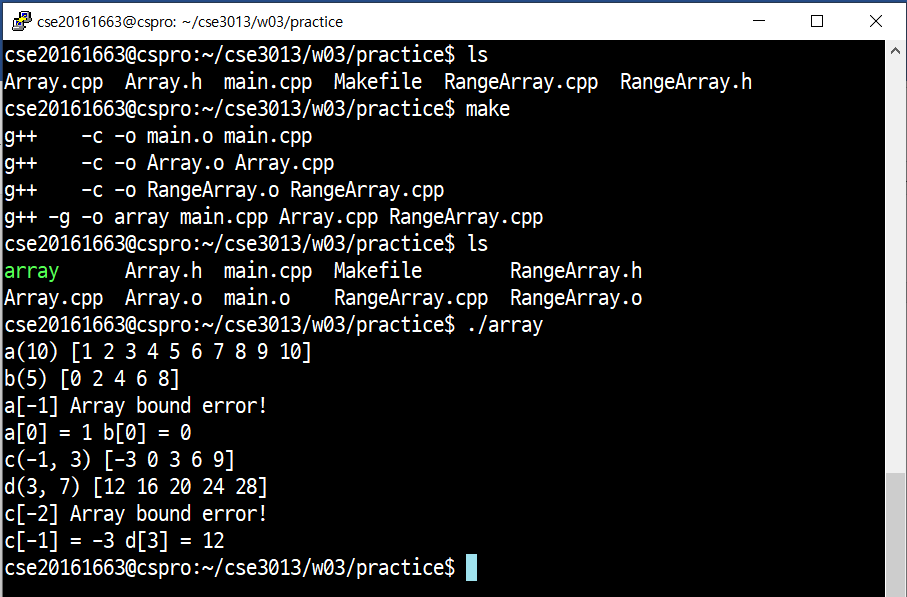 cse20161663@cspro: ~/cse3013/w03/practice
cse20161663@cspro:~/cse3013/w03/practice$ ls
Array.cpp  Array.h  main.cpp  Makefile  RangeArray.cpp  RangeArray.h
cse20161663@cspro:~/cse3013/w03/practice$ make
g++    -c -o main.o main.cpp
g++    -c -o Array.o Array.cpp
g++    -c -o RangeArray.o RangeArray.cpp
g++ -g -o array main.cpp Array.cpp RangeArray.cpp
cse20161663@cspro:~/cse3013/w03/practice$ ls
array      Array.h  main.cpp  Makefile        RangeArray.h
Array.cpp  Array.o  main.o    RangeArray.cpp  RangeArray.o
cse20161663@cspro:~/cse3013/w03/practice$ ./array
a(10) [1 2 3 4 5 6 7 8 9 10]
b(5) [0 2 4 6 8]
a[-1] Array bound error!
a[0] = 1 b[0] = 0
c(-1, 3) [-3 0 3 6 9]
d(3, 7) [12 16 20 24 28]
c[-2] Array bound error!
c[-1] = -3 d[3] = 12
cse20161663@cspro:~/cse3013/w03/practice$